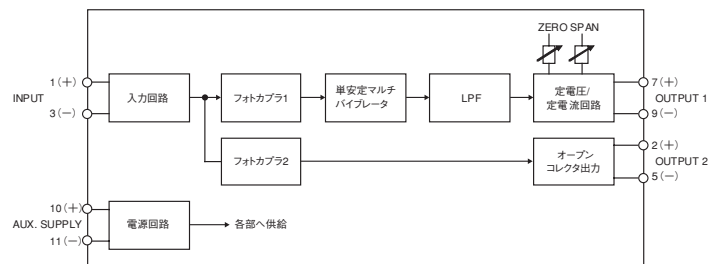 ZERO SPAN
1(+)
INPUT
3(−)
入力回路
フォトカプラ1
単安定マルチ
バイブレータ
LPF
定電圧/
定電流回路
7(+)
OUTPUT 1
9(−)
フォトカプラ2
オープン
コレクタ出力
2(+)
OUTPUT 2
5(−)
10(+)
AUX. SUPPLY
11(−)
電源回路
各部へ供給